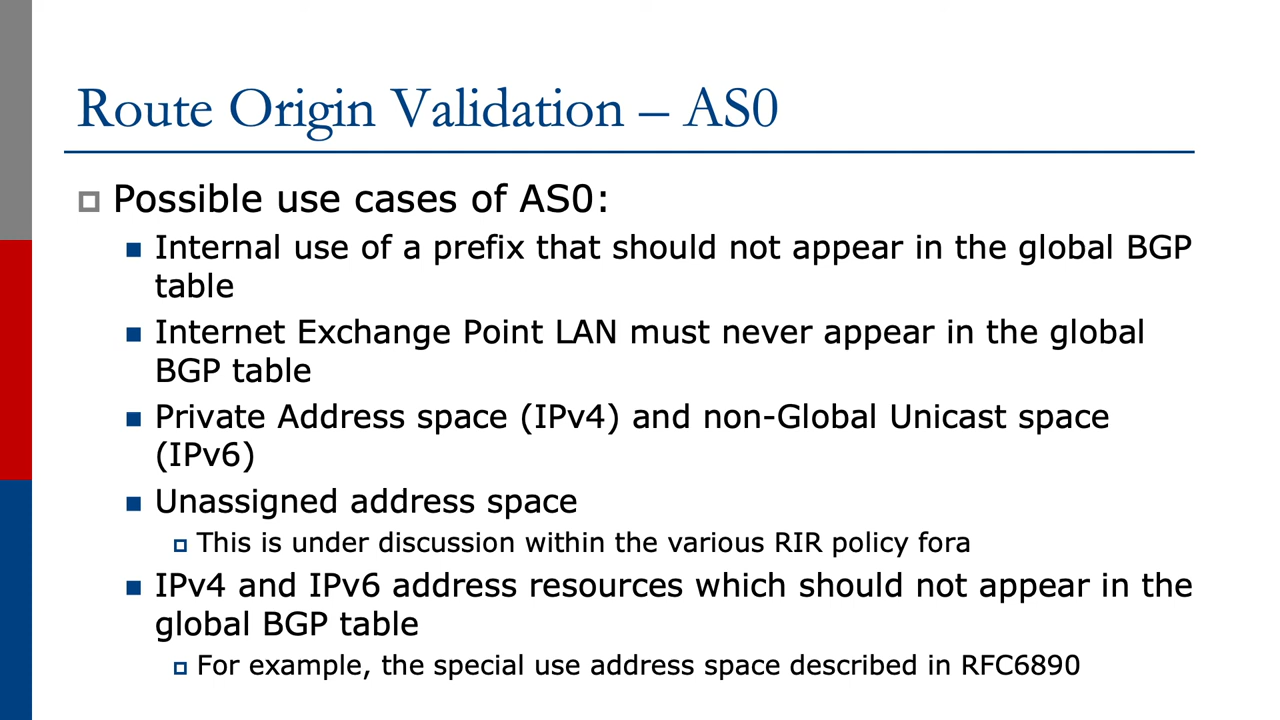 Route Origin Validation – AS0
Possible use cases of AS0:
Internal use of a prefix that should not appear in the global BGP
table
Internet Exchange Point LAN must never appear in the global
BGP table
Private Address space (IPv4) and non-Global Unicast space
(IPv6)
Unassigned address space
This is under discussion within the various RIR policy fora
IPv4 and IPv6 address resources which should not appear in the
global BGP table
For example, the special use address space described in RFC6890